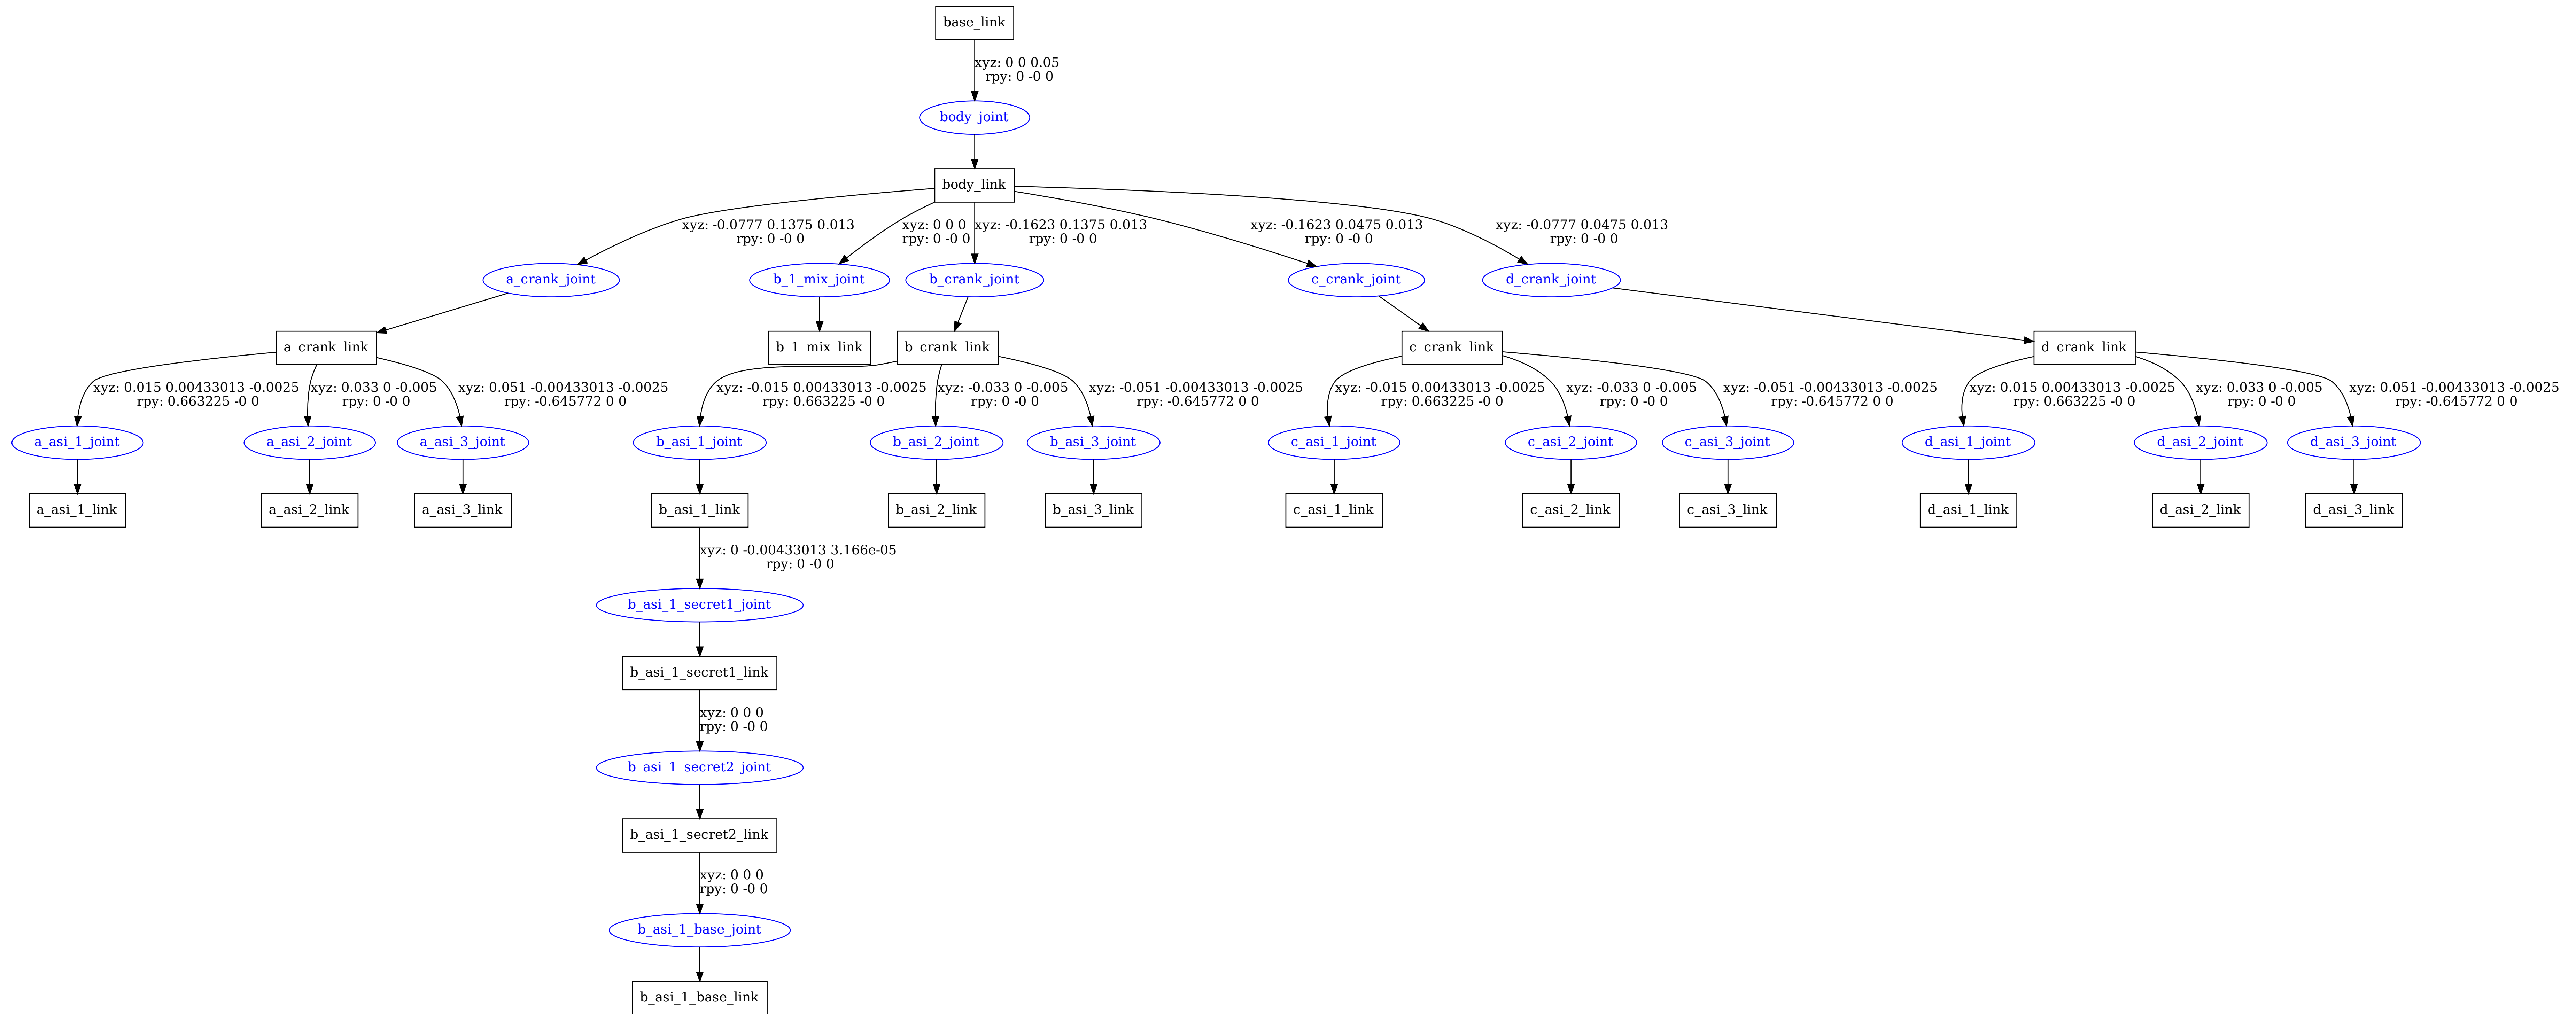 base_link
xyz: 0 0 0.05
rpy: 0 -0 0
body_joint
body_link
xyz: -0.0777 0.1375 0.013
rpy: 0 -0 0
xyz: 0 0 0
rpy: 0 -0 0
xyz: -0.1623 0.1375 0.013
rpy: 0 -0 0
xyz: -0.1623 0.0475 0.013
rpy: 0 -0 0
xyz: -0.0777 0.0475 0.013
rpy: 0 -0 0
a_crank_joint
b_1_mix_joint
b_crank_joint
c_crank_joint
d_crank_joint
a_crank_link
b_1_mix_link
b_crank_link
c_crank_link
d_crank_link
xyz: 0.015 0.00433013 -0.0025
rpy: 0.663225 -0 0
xyz: 0.033 0 -0.005
rpy: 0 -0 0
xyz: 0.051 -0.00433013 -0.0025
rpy: -0.645772 0 0
xyz: -0.015 0.00433013 -0.0025
rpy: 0.663225 -0 0
xyz: -0.033 0 -0.005
rpy: 0 -0 0
xyz: -0.051 -0.00433013 -0.0025
rpy: -0.645772 0 0
xyz: -0.015 0.00433013 -0.0025
rpy: 0.663225 -0 0
xyz: -0.033 0 -0.005
rpy: 0 -0 0
xyz: -0.051 -0.00433013 -0.0025
rpy: -0.645772 0 0
xyz: 0.015 0.00433013 -0.0025
rpy: 0.663225 -0 0
xyz: 0.033 0 -0.005
rpy: 0 -0 0
xyz: 0.051 -0.00433013 -0.0025
rpy: -0.645772 0 0
a_asi_1_joint
a_asi_2_joint
a_asi_3_joint
b_asi_1_joint
b_asi_2_joint
b_asi_3_joint
c_asi_1_joint
c_asi_2_joint
c_asi_3_joint
d_asi_1_joint
d_asi_2_joint
d_asi_3_joint
a_asi_1_link
a_asi_2_link
a_asi_3_link
b_asi_1_link
b_asi_2_link
b_asi_3_link
c_asi_1_link
c_asi_2_link
c_asi_3_link
d_asi_1_link
d_asi_2_link
d_asi_3_link
xyz: 0 -0.00433013 3.166e-05
rpy: 0 -0 0
b_asi_1_secret1_joint
b_asi_1_secret1_link
xyz: 0 0 0
rpy: 0 -0 0
b_asi_1_secret2_joint
b_asi_1_secret2_link
xyz: 0 0 0
rpy: 0 -0 0
b_asi_1_base_joint
b_asi_1_base_link